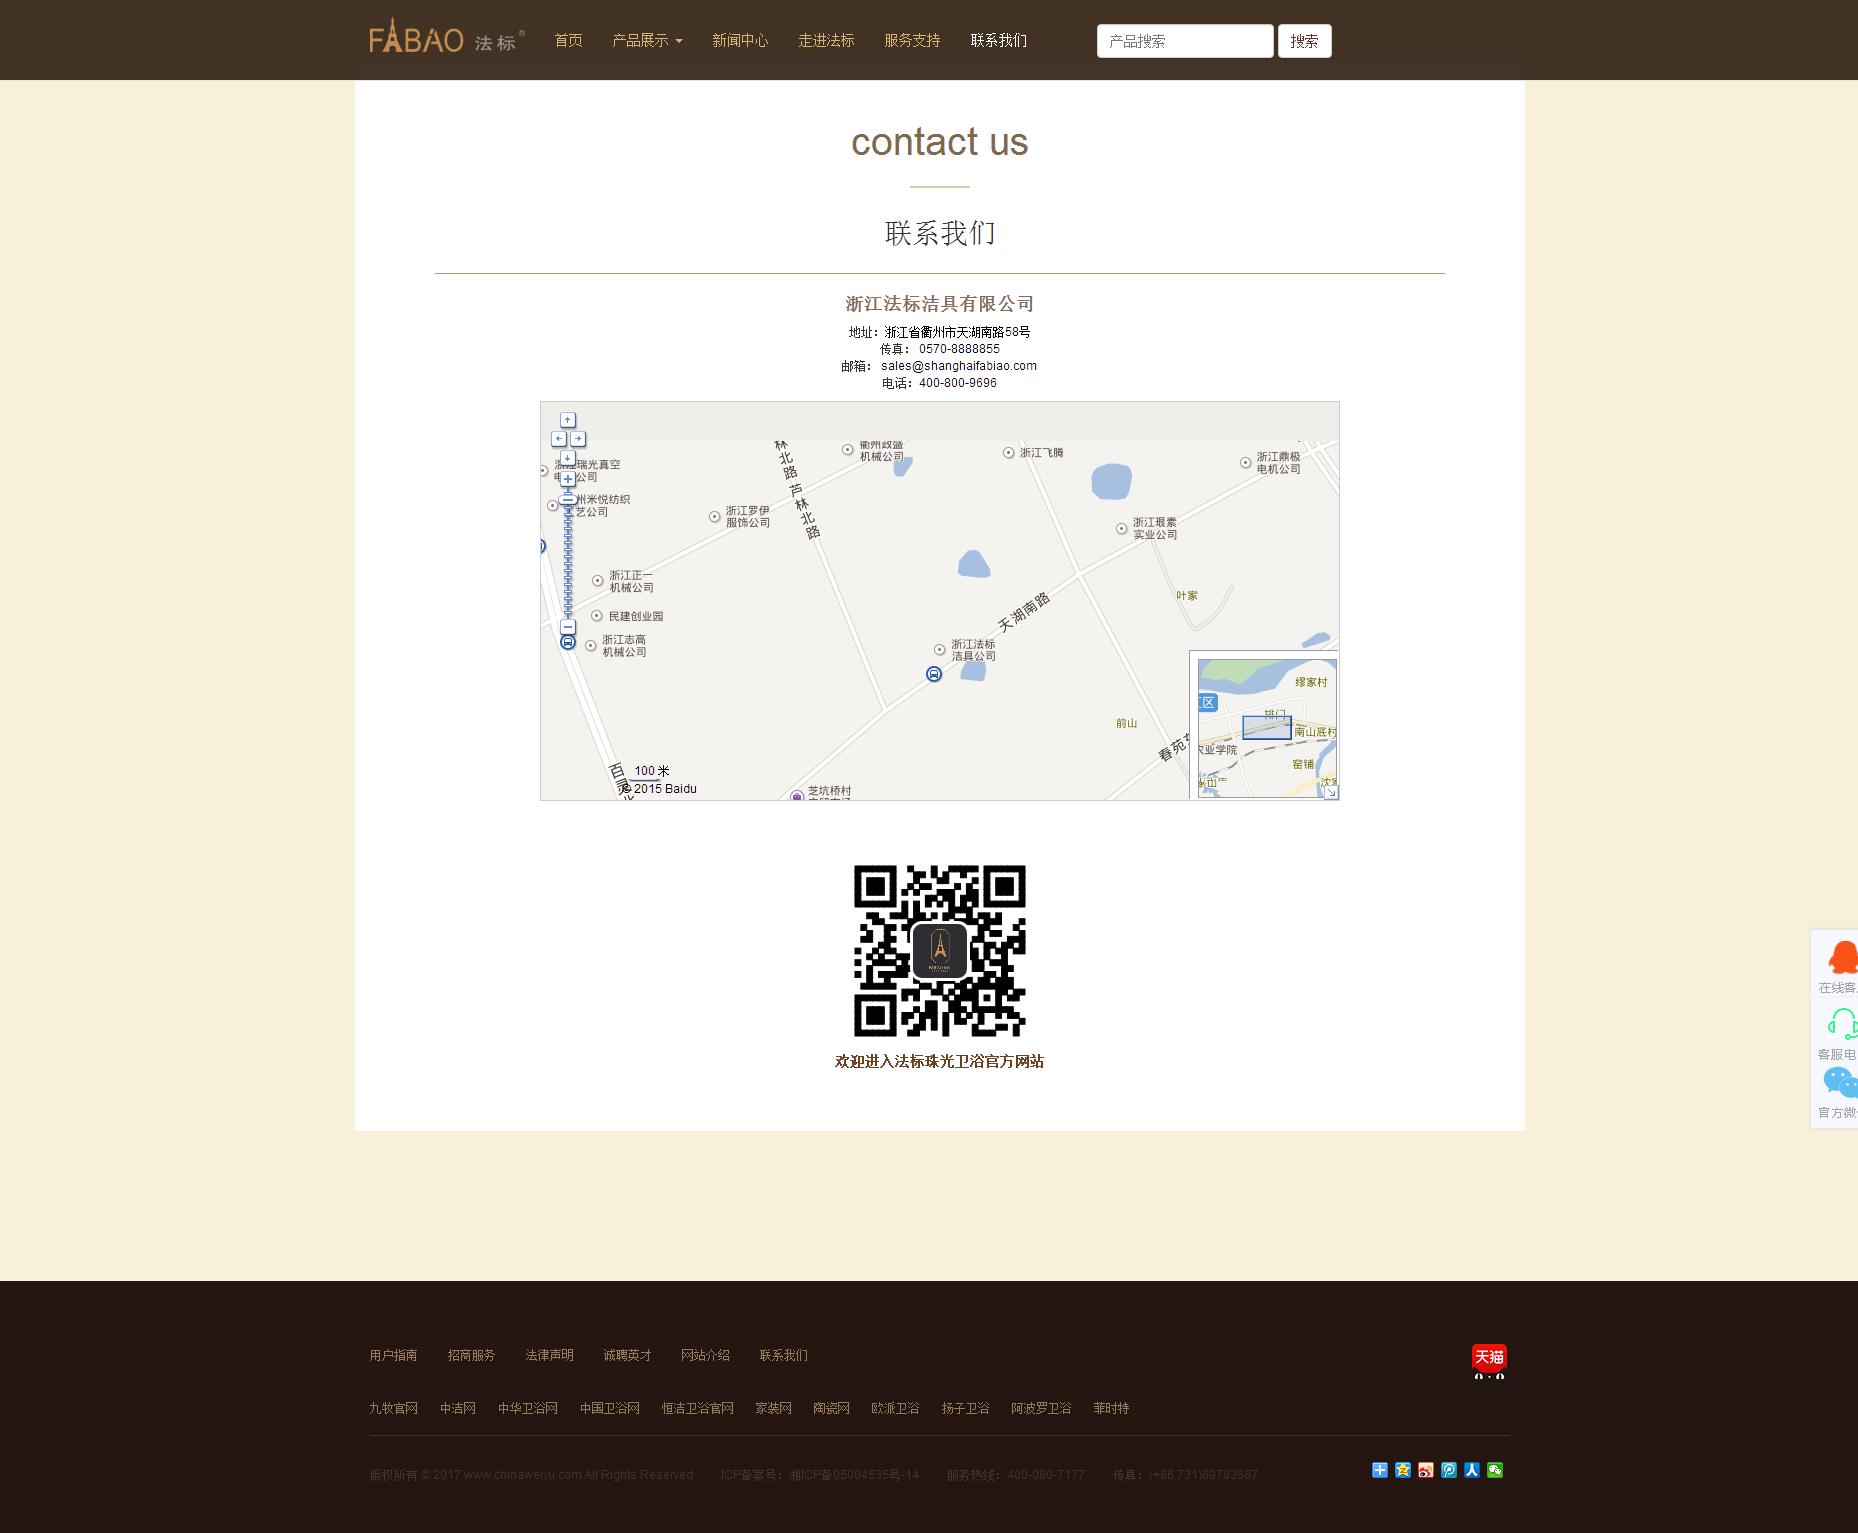 FABAO 法标®
首页 产品展示 新闻中心 走进法标 服务支持 联系我们 产品搜索 搜索
contact us
联系我们
浙江法标洁具有限公司
地址：浙江省衢州市天湖南路58号
传真： 0570-8888855
邮箱： sales@shanghaifabiao.com
电话：400-800-9696
林北路
芦林北路
衢州政盛
机械公司
浙江飞腾
浙江鼎极
电机公司
瑞光真空
公司
州米悦纺织
艺公司
浙江罗伊
服饰公司
浙江珢素
实业公司
浙江正一
机械公司
民建创业园
浙江志高
机械公司
叶家
天湖南路
浙江法标
洁具公司
前山
春苑
百灵
100 米
© 2015 Baidu
芝坑桥村
缪家村
区
排门
南山底村
农业学院
窑铺
欢迎进入法标珠光卫浴官方网站
在线客
客服电
官方微
用户指南 招商服务 法律声明 诚聘英才 网站介绍 联系我们
天猫
九牧官网 中洁网 中华卫浴网 中国卫浴网 恒洁卫浴官网 家装网 陶瓷网 欧派卫浴 扬子卫浴 阿波罗卫浴 菲时特
版权所有 © 2017 www.chinaweiyu.com All Rights Reserved ICP备案号：湘ICP备05004535号-14 服务热线：400-080-7177 传真：(+86 731)89783687